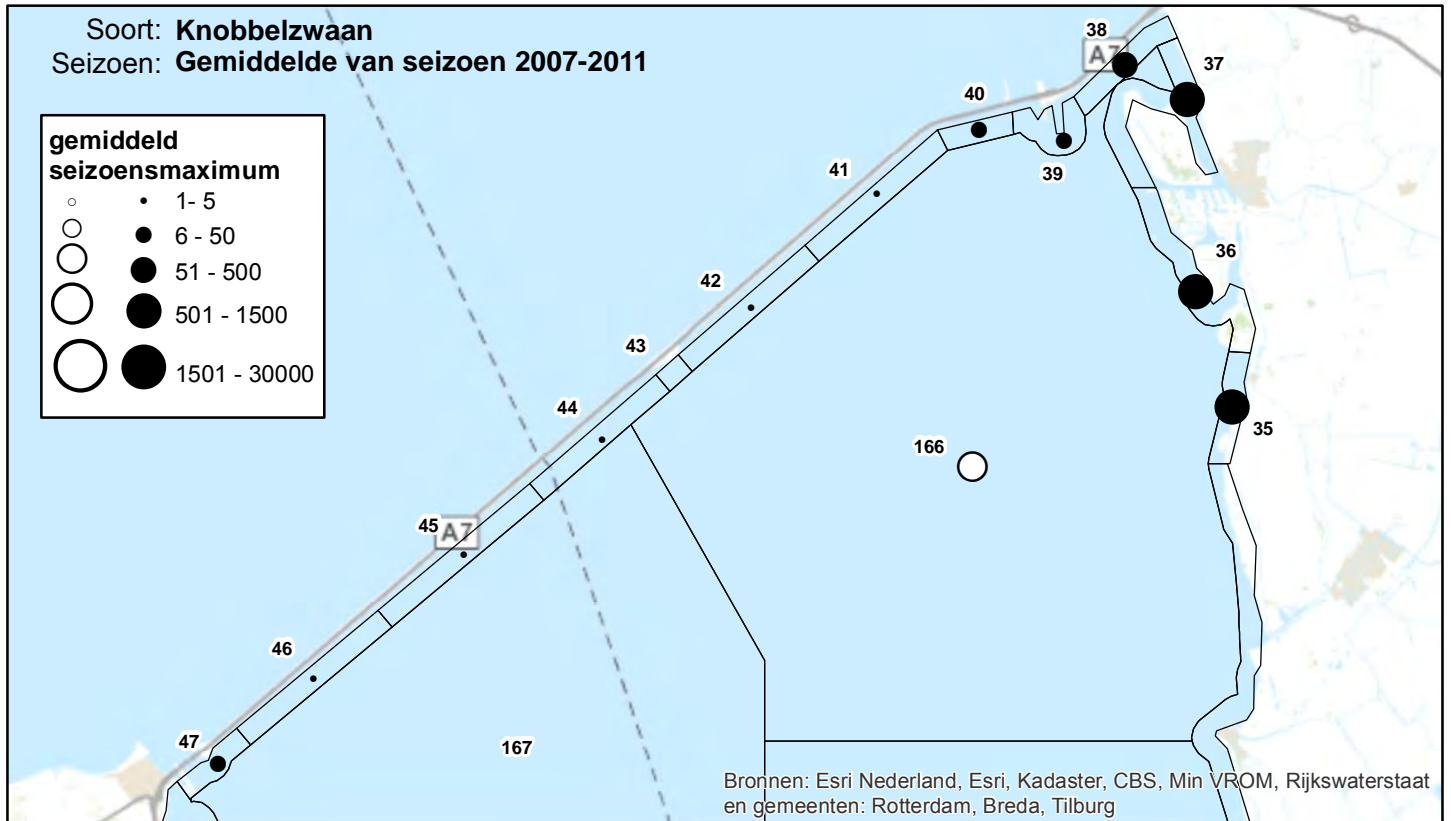 Soort: Knobbelzwaan
Seizoen: Gemiddelde van seizoen 2007-2011
gemiddeld
seizoensmaximum
1- 5
6 - 50
51 - 500
501 - 1500
1501 - 30000
38
A7
37
40
39
41
36
42
43
44
35
166
45
A7
46
47
167
Bronnen: Esri Nederland, Esri, Kadaster, CBS, Min VROM, Rijkswaterstaat
en gemeenten: Rotterdam, Breda, Tilburg